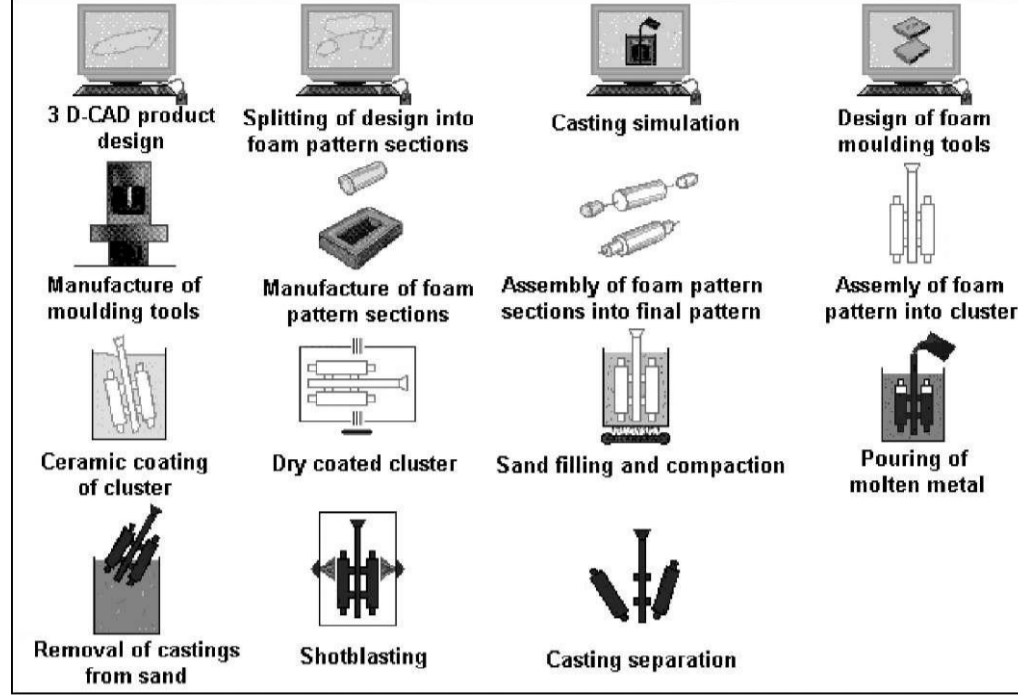 3 D-CAD product
design
Splitting of design into
foam pattern sections
Casting simulation
Design of foam
moulding tools
Manufacture of
moulding tools
Manufacture of foam
pattern sections
Assembly of foam pattern
sections into final pattern
Assemly of foam
pattern into cluster
Ceramic coating
of cluster
Dry coated cluster
Sand filling and compaction
Pouring of
molten metal
Removal of castings
from sand
Shotblasting
Casting separation